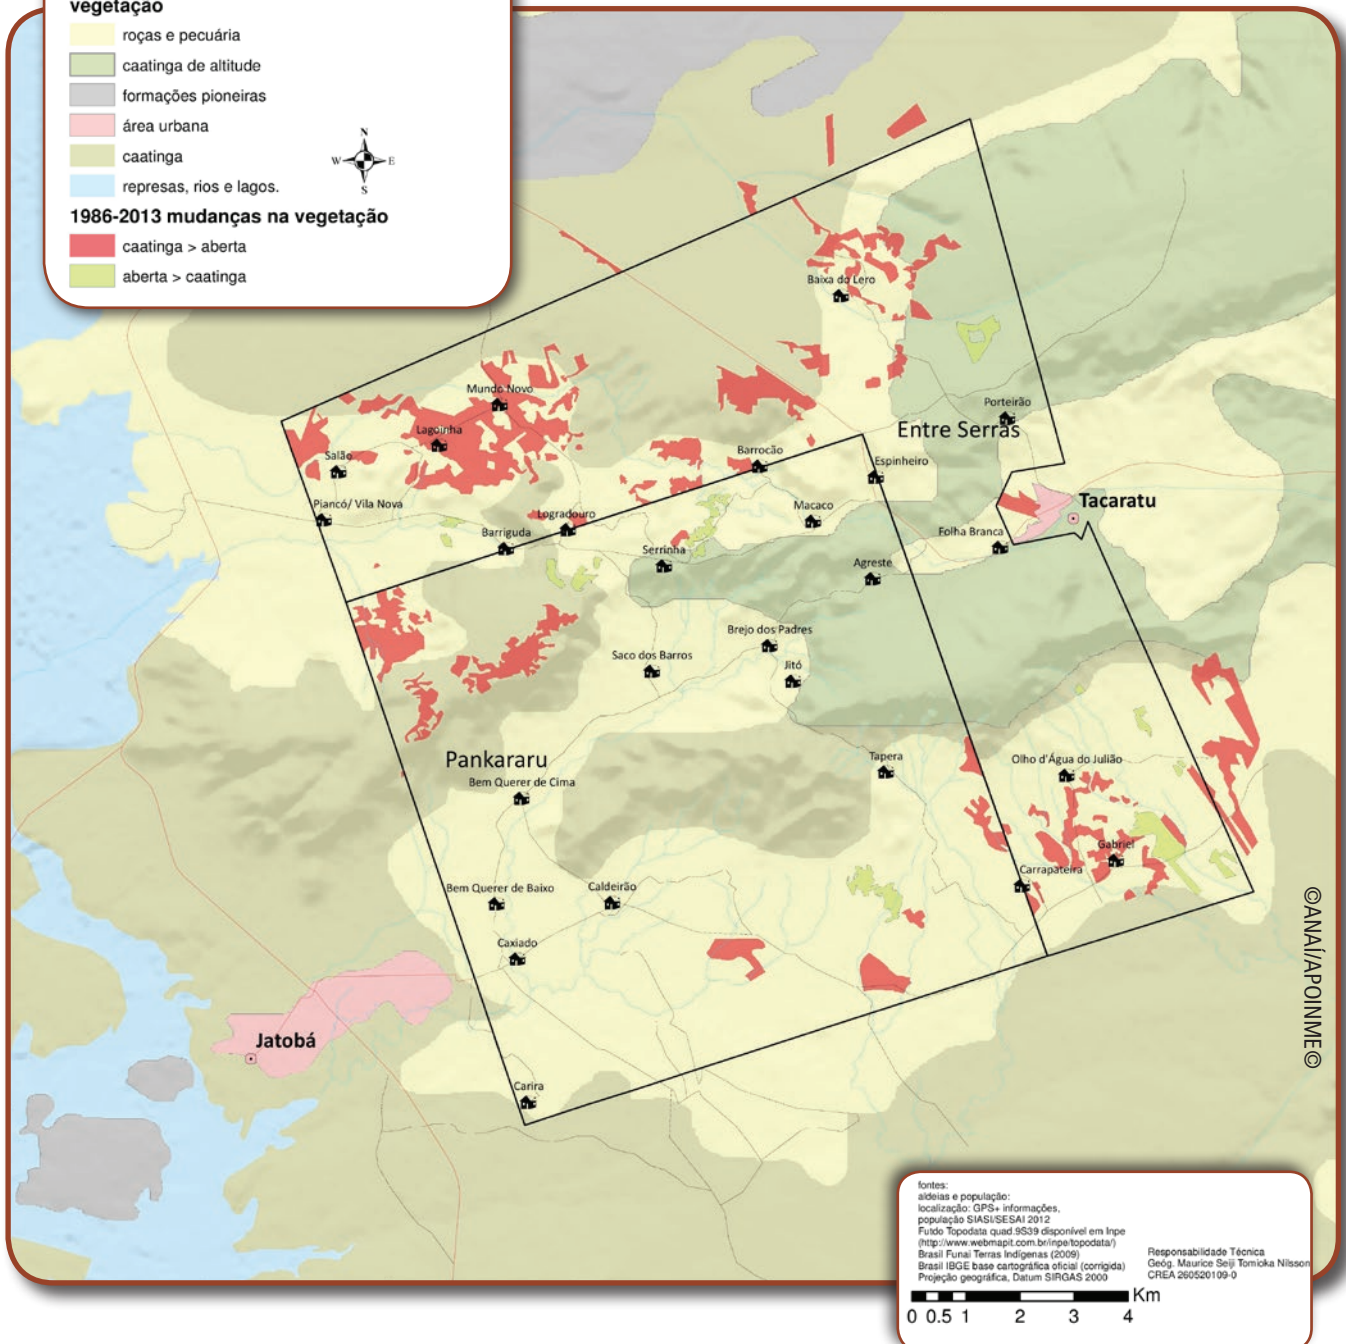 vegetação
roças e pecuária
caatinga de altitude
formações pioneiras
área urbana
caatinga
represas, rios e lagos.
N
W E
S
1986-2013 mudanças na vegetação
caatinga > aberta
aberta > caatinga
Baixa do Lero
Mundo Novo
Porteirão
Lagoinha
Entre Serras
Salão
Barrocão
Espinheiro
Piancó/ Vila Nova
Macaco
Tacaratu
Logradouro
Barriguda
Folha Branca
Serrinha
Agreste
Brejo dos Padres
Saco dos Barros
Jitó
Pankararu
Tapera
Olho d'Água do Julião
Bem Querer de Cima
Gabriel
Carrapateira
Bem Querer de Baixo
Caldeirão
Caxiado
Jatobá
Carira
©ANAÍ/APOINME©
fontes:
aldeias e população:
localização: GPS+ informações,
população SIASI/SESAI 2012
Futdo Topodata quad.9S39 disponível em Inpe
(http://www.webmapit.com.br/inpe/topodata/)
Brasil Funai Terras Indígenas (2009)
Brasil IBGE base cartográfica oficial (corrigida)
Projeção geográfica, Datum SIRGAS 2000
Responsabilidade Técnica
Geóg. Maurice Seiji Tomioka Nilsson
CREA 260520109-0
Km
0 0.5 1 2 3 4